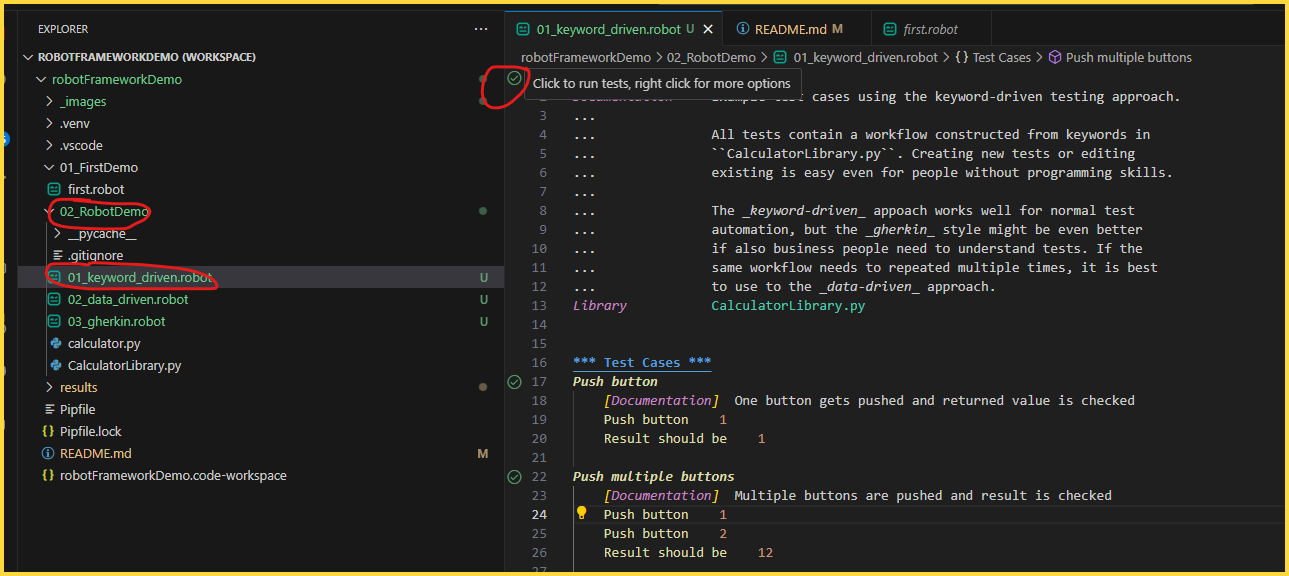 EXPLORER
...
ROBOTFRAMEWORKDEMO (WORKSPACE)
robotFrameworkDemo
_images
.venv
.vscode
01_FirstDemo
first.robot
02_RobotDemo
__pycache__
.gitignore
01_keyword_driven.robot U
02_data_driven.robot U
03_gherkin.robot U
calculator.py
CalculatorLibrary.py
results
Pipfile
Pipfile.lock
README.md M
robotFrameworkDemo.code-workspace
01_keyword_driven.robot U
README.md M
first.robot
robotFrameworkDemo > 02_RobotDemo > 01_keyword_driven.robot > {} Test Cases > Push multiple buttons
Click to run tests, right click for more options
2 Documentation Example test cases using the keyword-driven testing approach.
3 ...
4 ... All tests contain a workflow constructed from keywords in
5 ... ``CalculatorLibrary.py``. Creating new tests or editing
6 ... existing is easy even for people without programming skills.
7 ...
8 ... The _keyword-driven_ appoach works well for normal test
9 ... automation, but the _gherkin_ style might be even better
10 ... if also business people need to understand tests. If the
11 ... same workflow needs to repeated multiple times, it is best
12 ... to use to the _data-driven_ approach.
13 Library CalculatorLibrary.py
14
15
16 *** Test Cases ***
17 Push button
18 [Documentation] One button gets pushed and returned value is checked
19 Push button 1
20 Result should be 1
21
22 Push multiple buttons
23 [Documentation] Multiple buttons are pushed and result is checked
24 Push button 1
25 Push button 2
26 Result should be 12
27